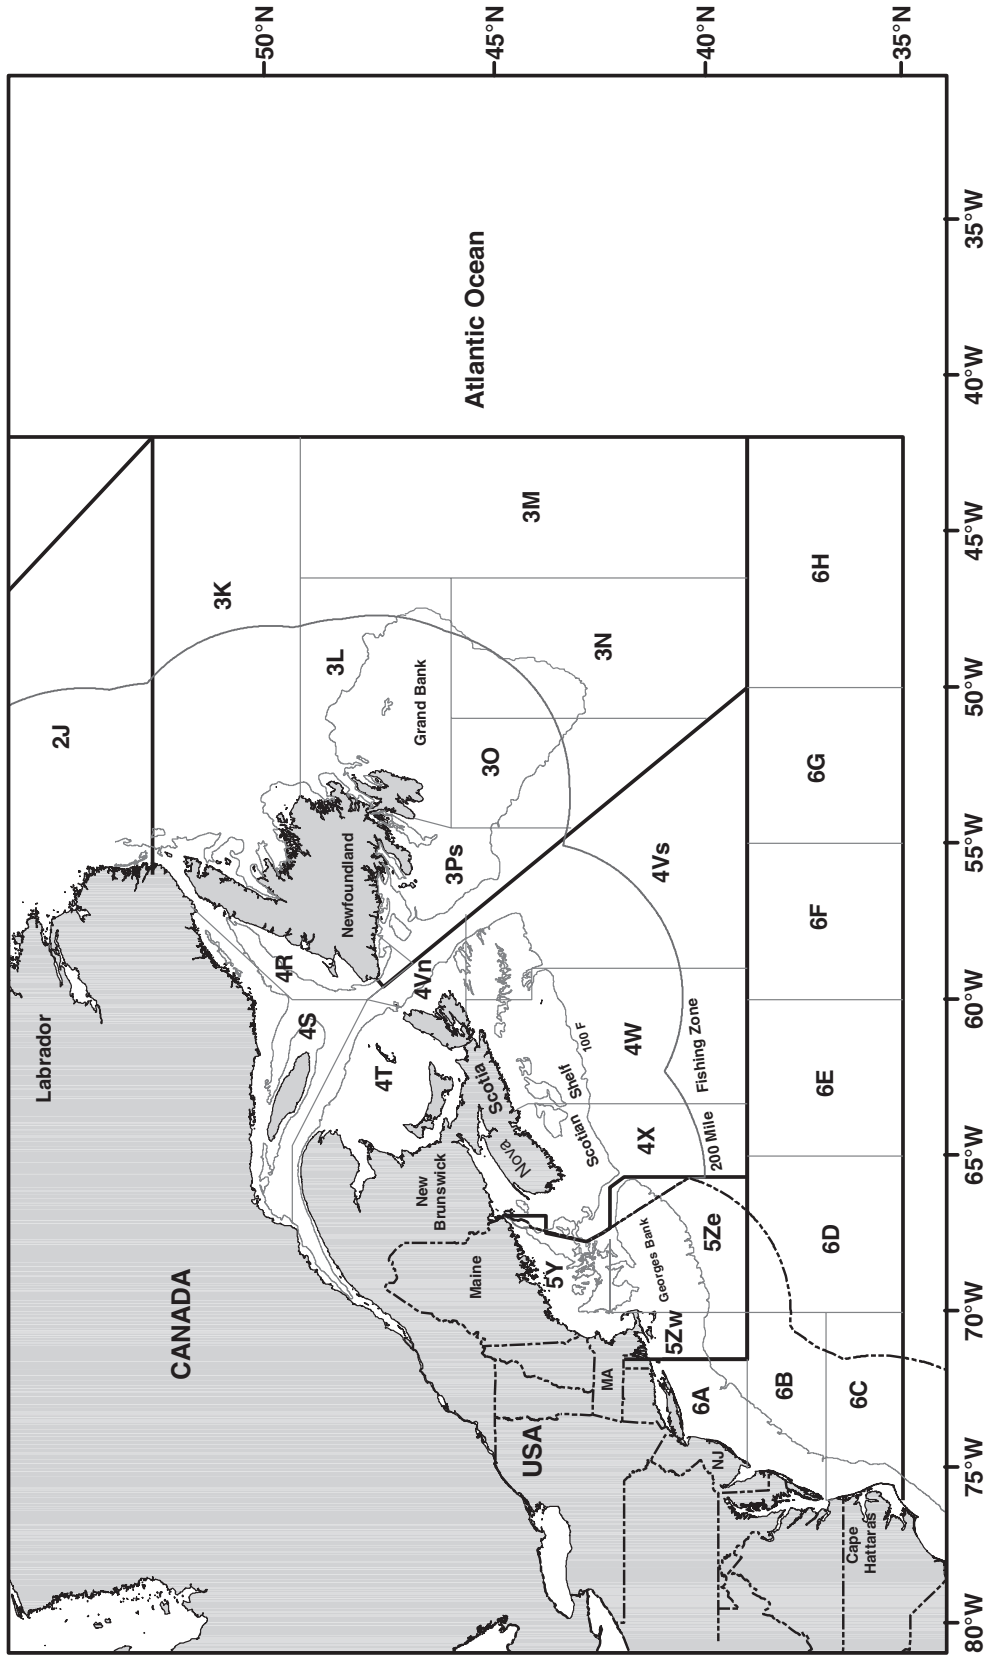 50°N
45°N
40°N
35°N
80°W
75°W
70°W
65°W
60°W
55°W
50°W
45°W
40°W
35°W
CANADA
Labrador
2J
3K
4R
4S
Newfoundland
3L
Grand Bank
3M
Atlantic Ocean
4T
4Vn
3Ps
3O
3N
New
Brunswick
Nova
Scotia
Maine
USA
MA
NJ
Cape
Hattaras
5Y
Georges Bank
5Ze
5Zw
Scotian
Shelf
100 F
4X
4W
4Vs
200 Mile
Fishing Zone
6A
6B
6C
6D
6E
6F
6G
6H